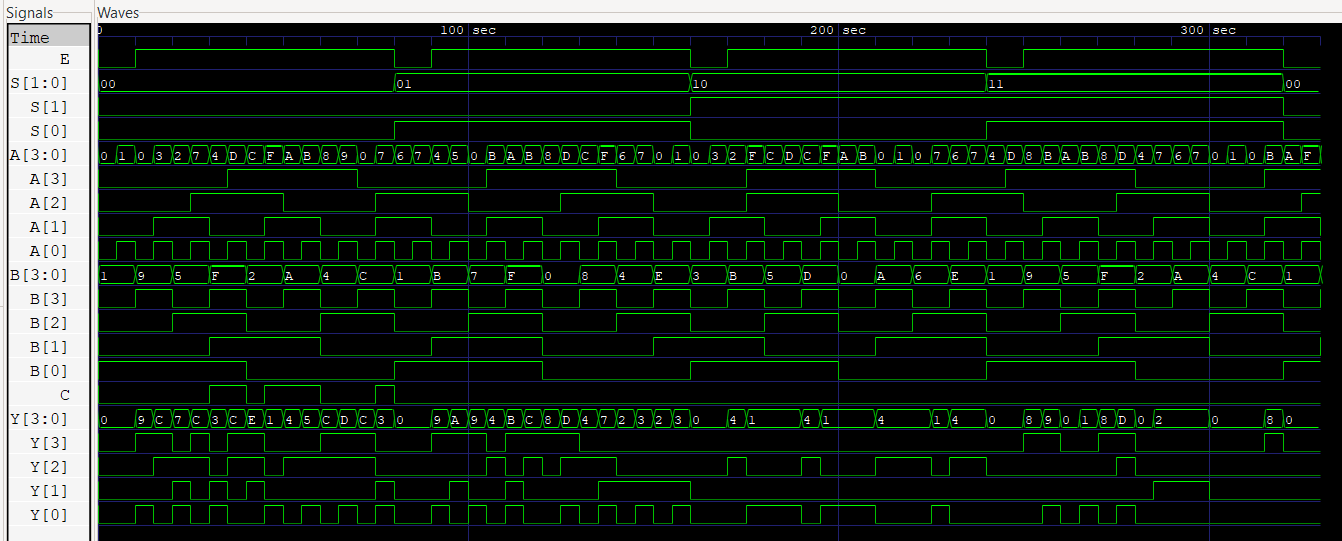 Signals Waves
Time 0 100 sec 200 sec 300 sec
E
S[1:0] 00 01 10 11 00
S[1]
S[0]
A[3:0] 0 1 0 3 2 7 4 D C F A B 8 9 0 7 6 7 4 5 0 B A B 8 D C F 6 7 0 1 0 3 2 F C D C F A B 0 1 0 7 6 7 4 D 8 B A B 8 D 4 7 6 7 0 1 0 B A F
A[3]
A[2]
A[1]
A[0]
B[3:0] 1 9 5 F 2 A 4 C 1 B 7 F 0 8 4 E 3 B 5 D 0 A 6 E 1 9 5 F 2 A 4 C 1
B[3]
B[2]
B[1]
B[0]
C
Y[3:0] 0 9 C 7 C 3 C E 1 4 5 C D C 3 0 9 A 9 4 B C 8 D 4 7 2 3 2 3 0 4 1 4 1 4 1 4 0 8 9 0 1 8 D 0 2 0 8 0
Y[3]
Y[2]
Y[1]
Y[0]